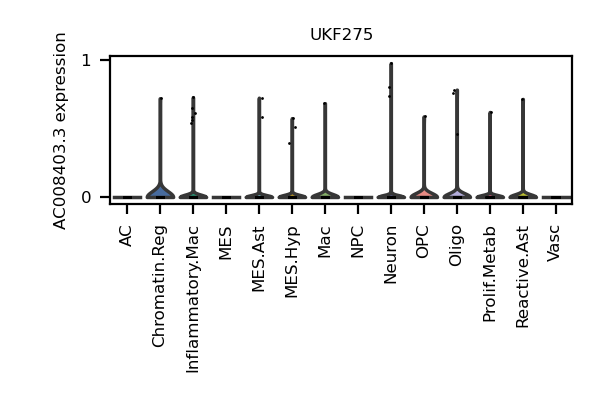 UKF275
AC008403.3 expression
1
0
AC
Chromatin.Reg
Inflammatory.Mac
MES
MES.Ast
MES.Hyp
Mac
NPC
Neuron
OPC
Oligo
Prolif.Metab
Reactive.Ast
Vasc